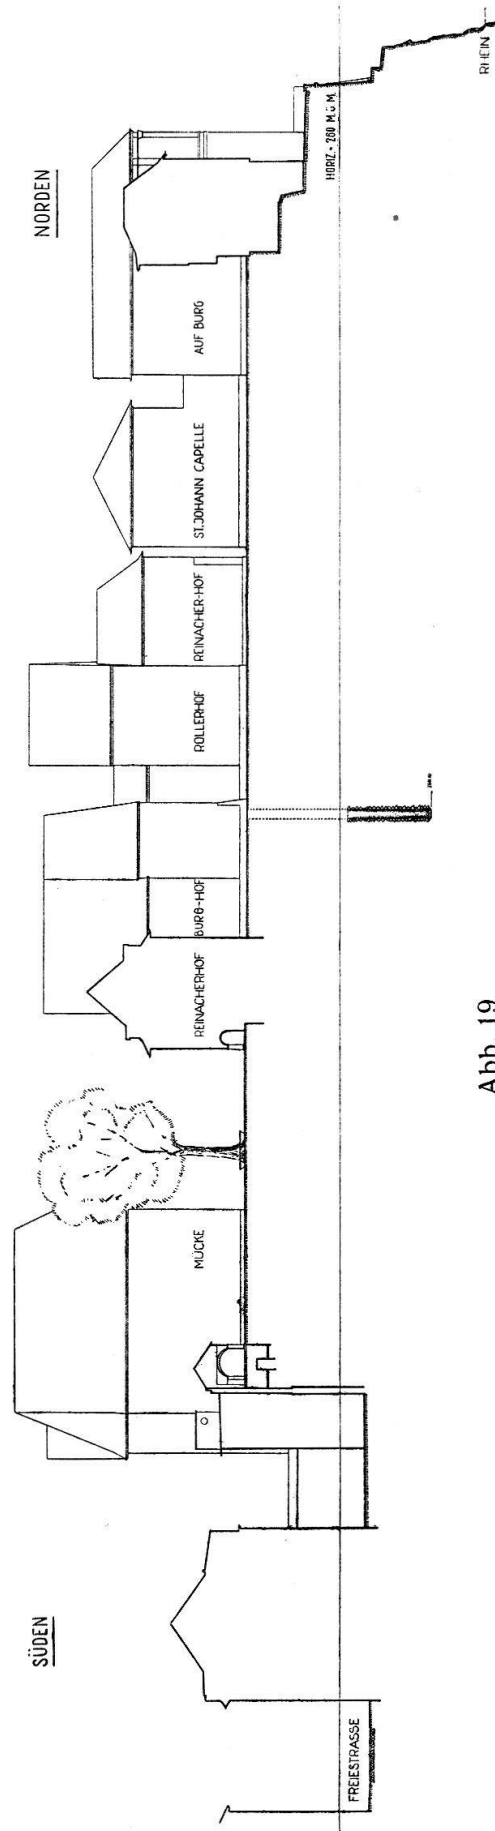 SÜDEN
NORDEN
FREIESTRASSE
MÜCKE
REINACHERHOF
BURG-HOF
ROLLERHOF
REINACHER-HOF
ST.JOHANN CAPELLE
AUF BURG
HORIZ.= 260 M.Ü.M.
RHEIN
Abb. 19